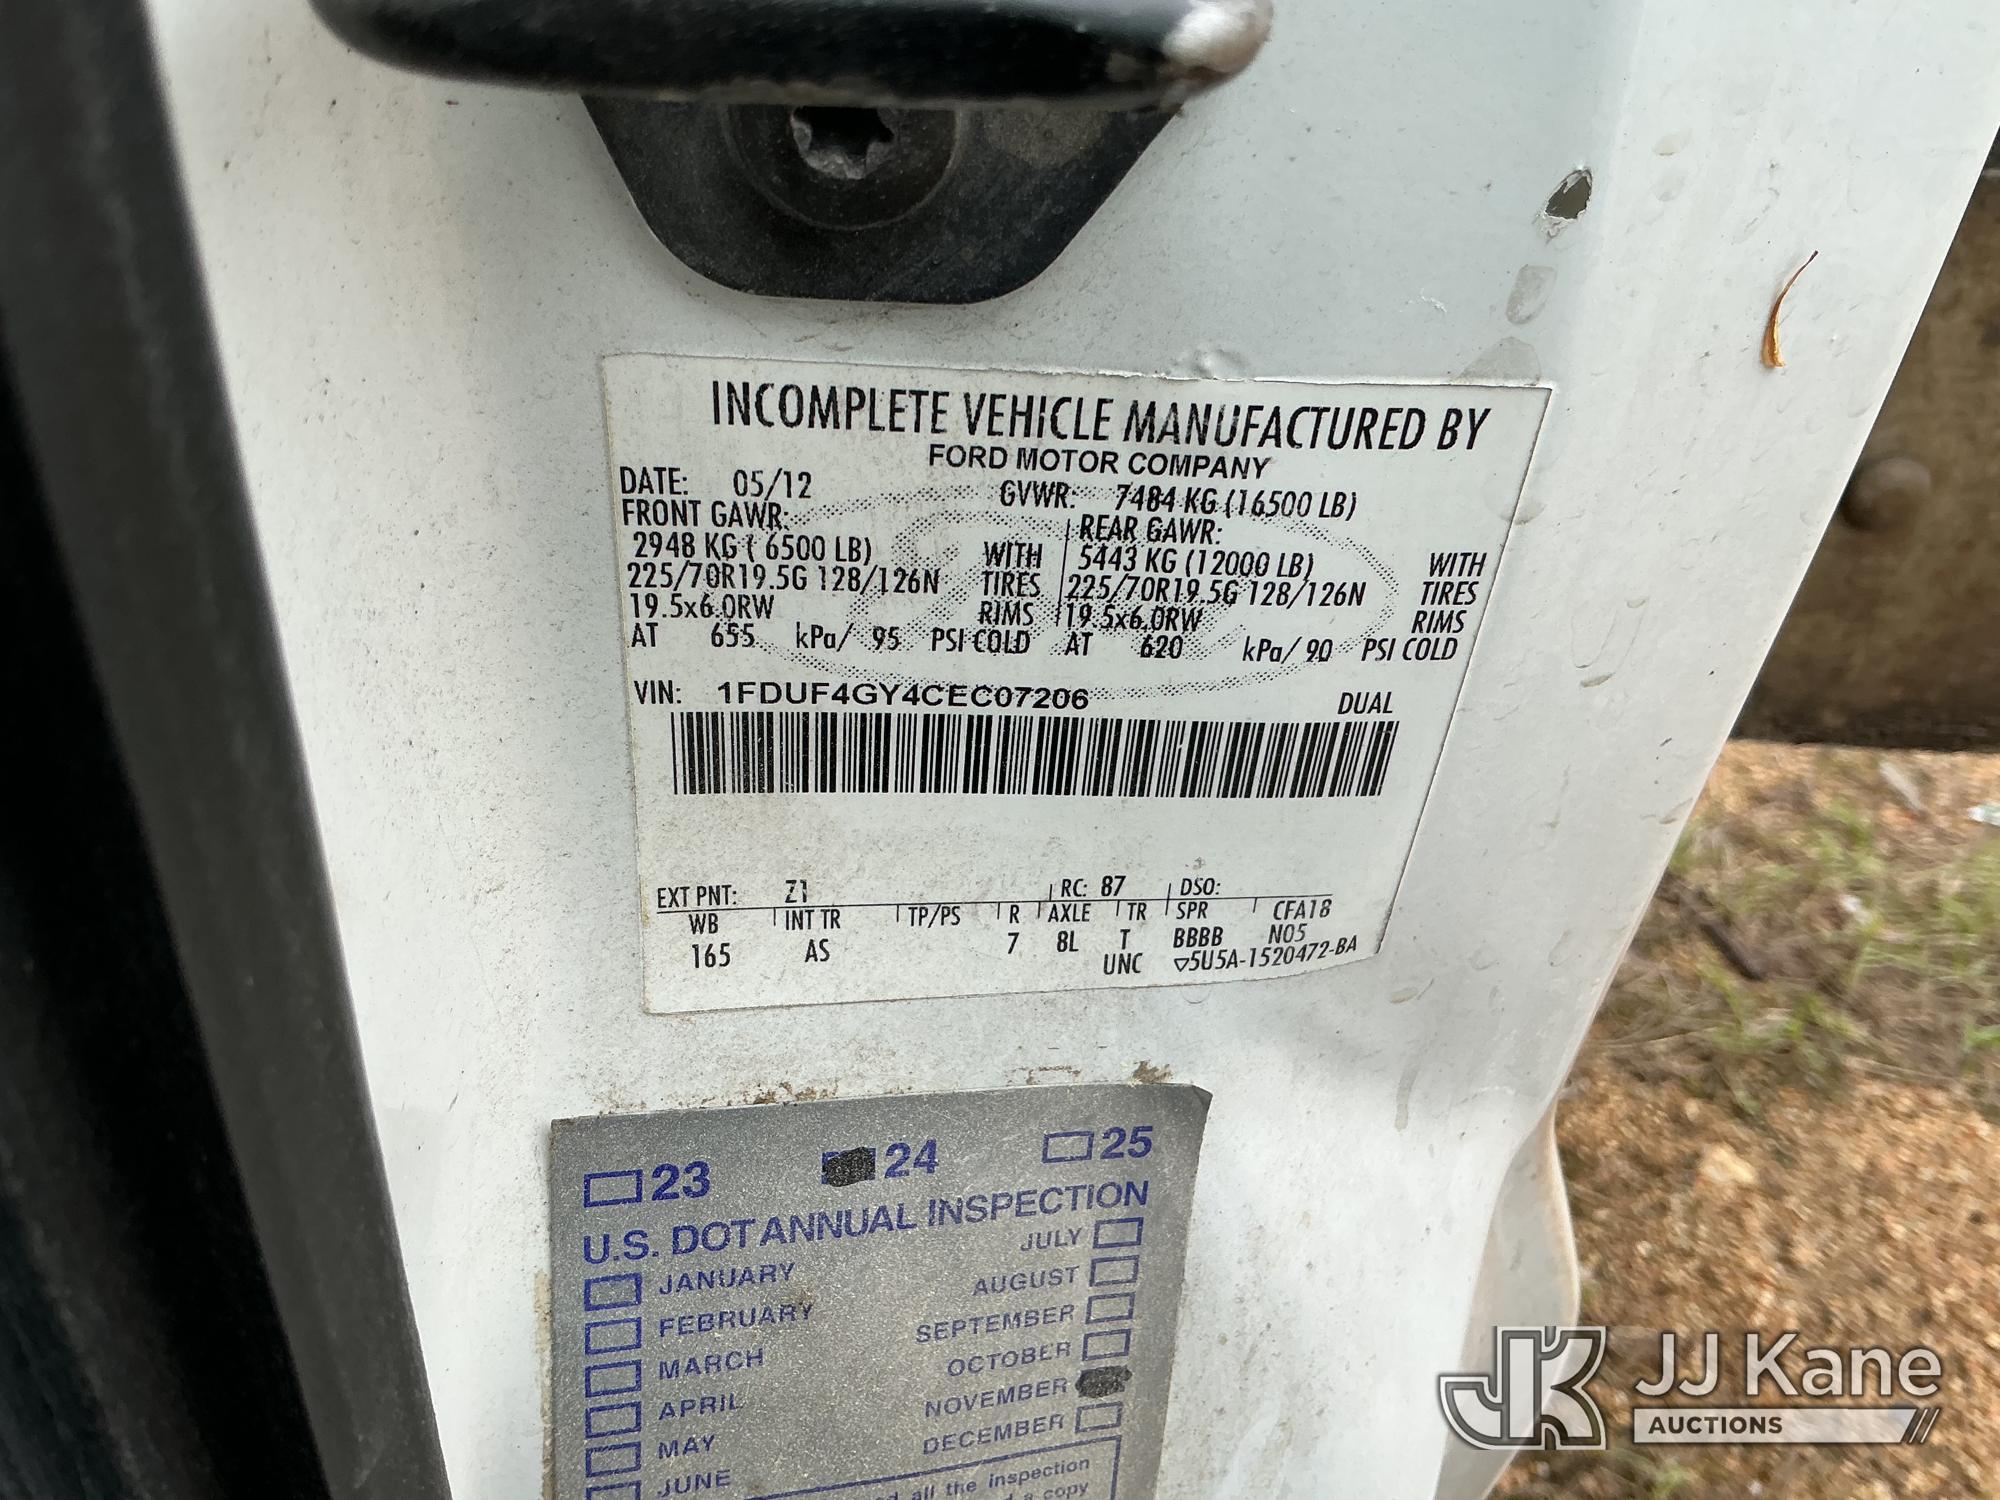 INCOMPLETE VEHICLE MANUFACTURED BY
FORD MOTOR COMPANY
DATE: 05/12 GVWR: 7484 KG (16500 LB)
FRONT GAWR: REAR GAWR:
2948 KG ( 6500 LB) WITH 5443 KG (12000 LB) WITH
225/70R19.5G 128/126N TIRES 225/70R19.5G 128/126N TIRES
19.5x6.0RW RIMS 19.5x6.0RW RIMS
AT 655 kPa/ 95 PSI COLD AT 620 kPa/ 90 PSI COLD
VIN: 1FDUF4GY4CEC07206 DUAL
EXT PNT: Z1 RC: 87 DSO:
WB INT TR TP/PS R AXLE TR SPR CFA18
165 AS 7 8L T BBBB N05
UNC ▽5U5A-1520472-BA
23 24 25
U.S. DOT ANNUAL INSPECTION
JANUARY JULY
FEBRUARY AUGUST
MARCH SEPTEMBER
APRIL OCTOBER
MAY NOVEMBER
JUNE DECEMBER
all the inspection
a copy
JJ Kane
AUCTIONS